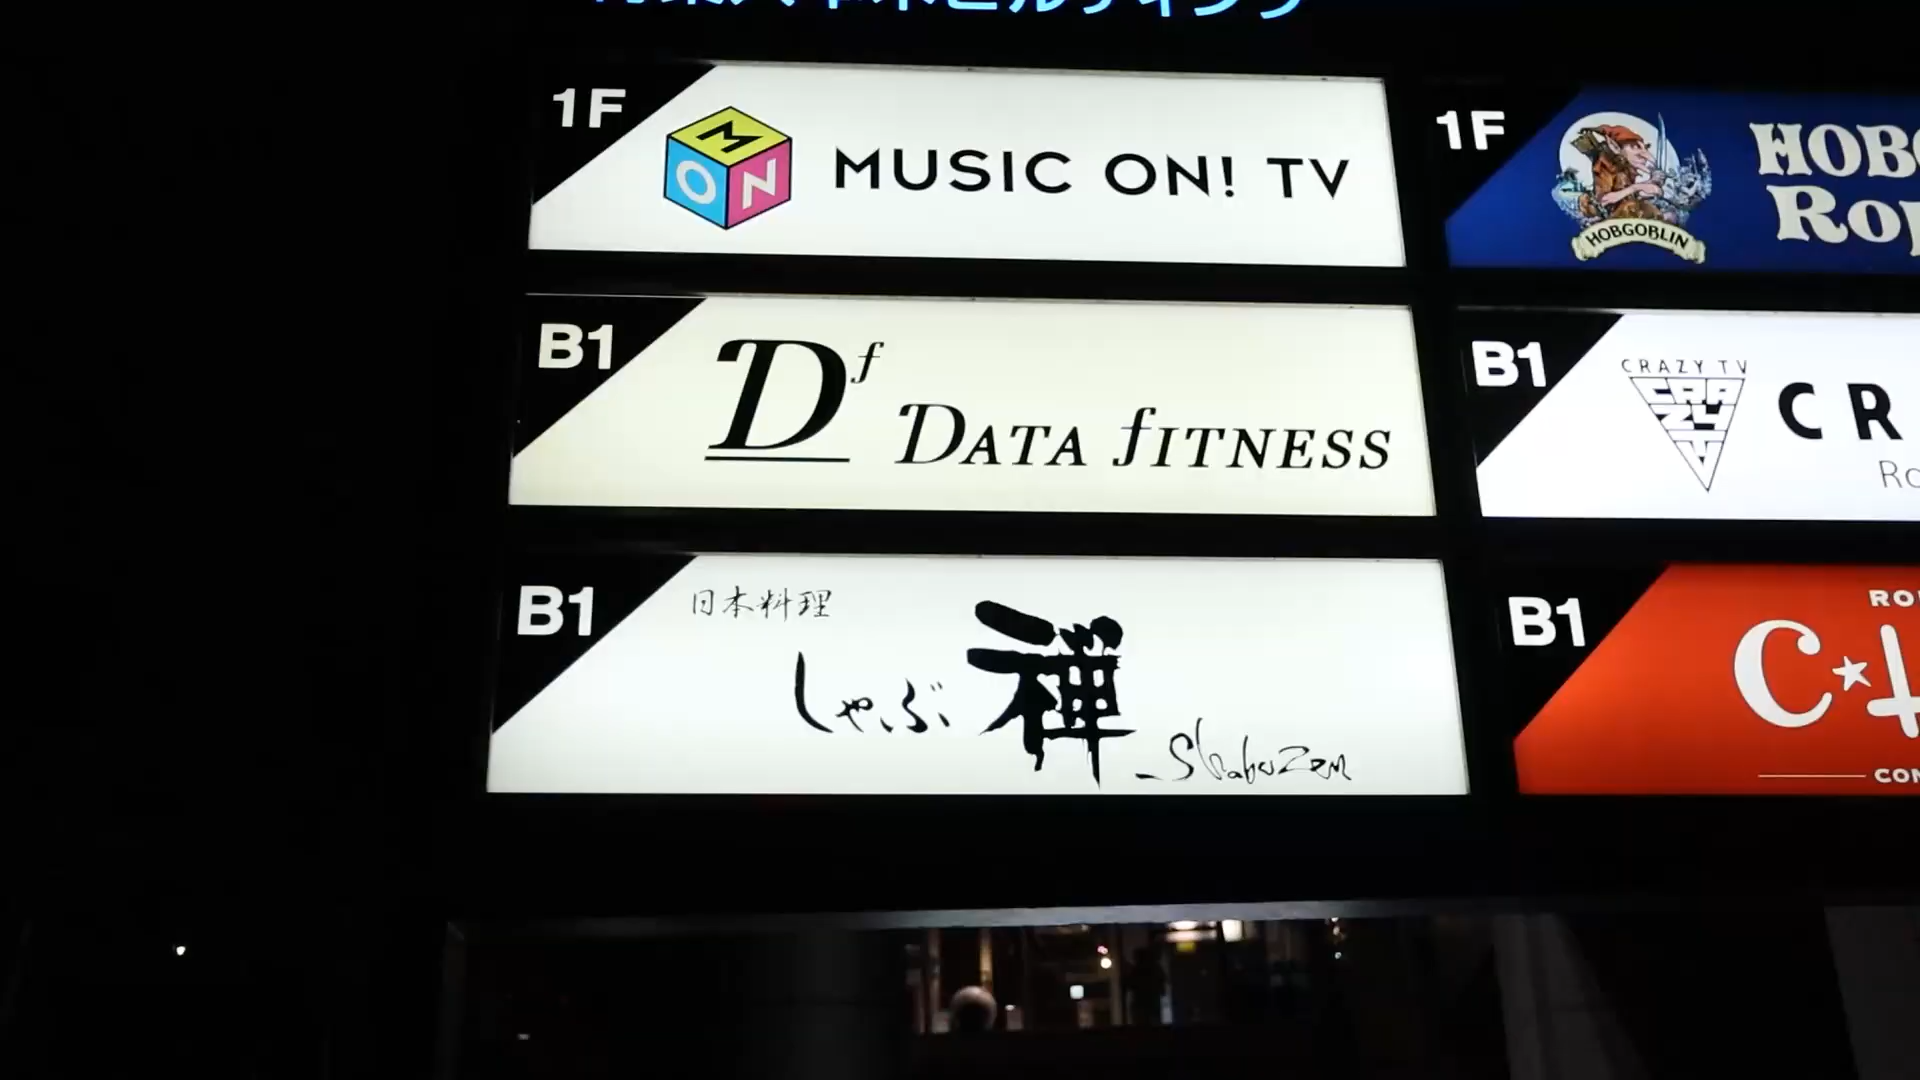 1F
M
ON
MUSIC ON! TV
B1
Df
DATA fITNESS
B1
日本料理
しゃぶ禅
ShabuZen
1F
HOBGOBLIN
B1
CRAZY TV
CR
B1